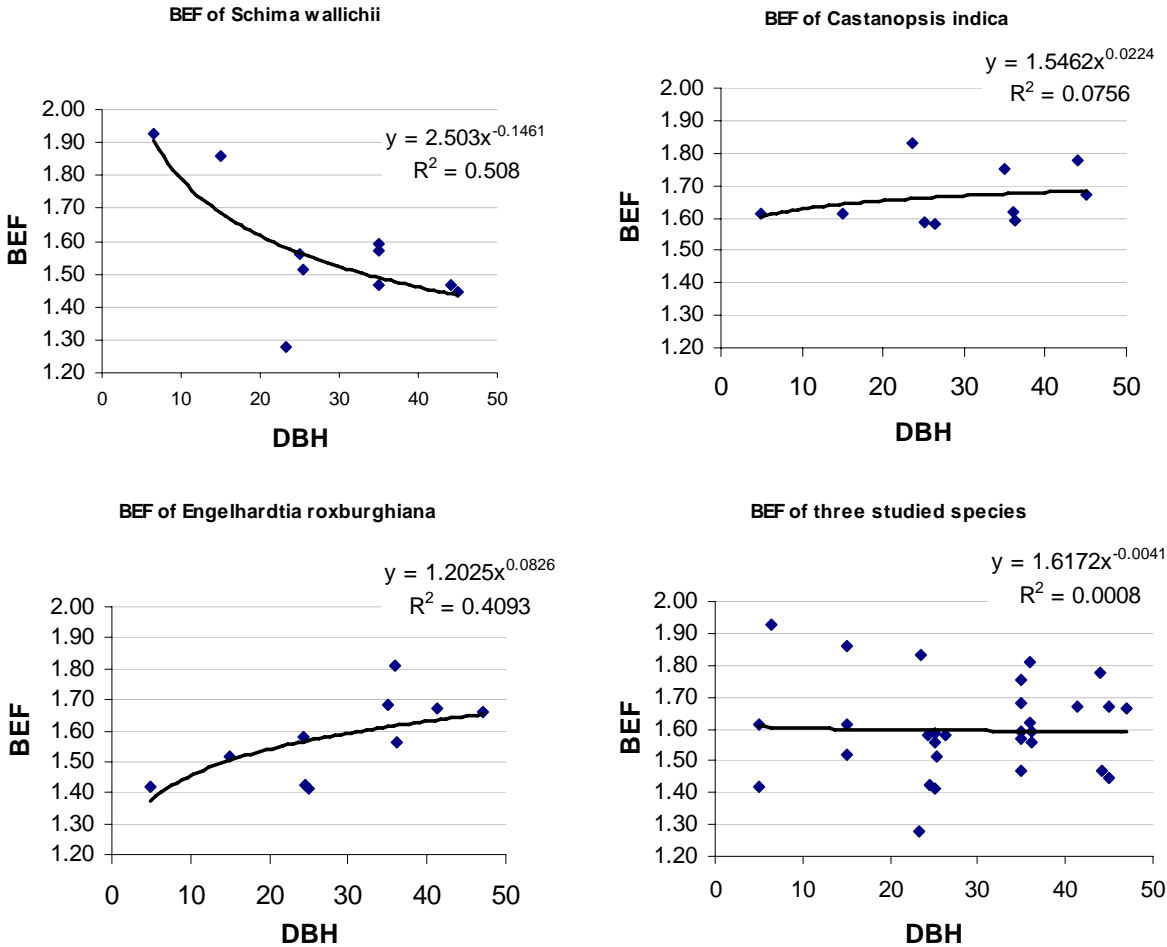 BEF of Schima wallichii
y = 2.503x^-0.1461
R² = 0.508
BEF
2.00
1.90
1.80
1.70
1.60
1.50
1.40
1.30
1.20
0 10 20 30 40 50
DBH
BEF of Castanopsis indica
y = 1.5462x^0.0224
R² = 0.0756
BEF
2.00
1.90
1.80
1.70
1.60
1.50
1.40
1.30
1.20
0 10 20 30 40 50
DBH
BEF of Engelhardtia roxburghiana
y = 1.2025x^0.0826
R² = 0.4093
BEF
2.00
1.90
1.80
1.70
1.60
1.50
1.40
1.30
1.20
0 10 20 30 40 50
DBH
BEF of three studied species
y = 1.6172x^-0.0041
R² = 0.0008
BEF
2.00
1.90
1.80
1.70
1.60
1.50
1.40
1.30
1.20
0 10 20 30 40 50
DBH